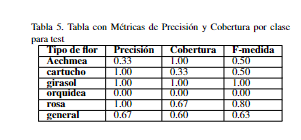 Tabla 5. Tabla con Métricas de Precisión y Cobertura por clase
para test
Tipo de flor Precisión Cobertura F-medida
Aechmea 0.33 1.00 0.50
cartucho 1.00 0.33 0.50
girasol 1.00 1.00 1.00
orquidea 0.00 0.00 0.00
rosa 1.00 0.67 0.80
general 0.67 0.60 0.63